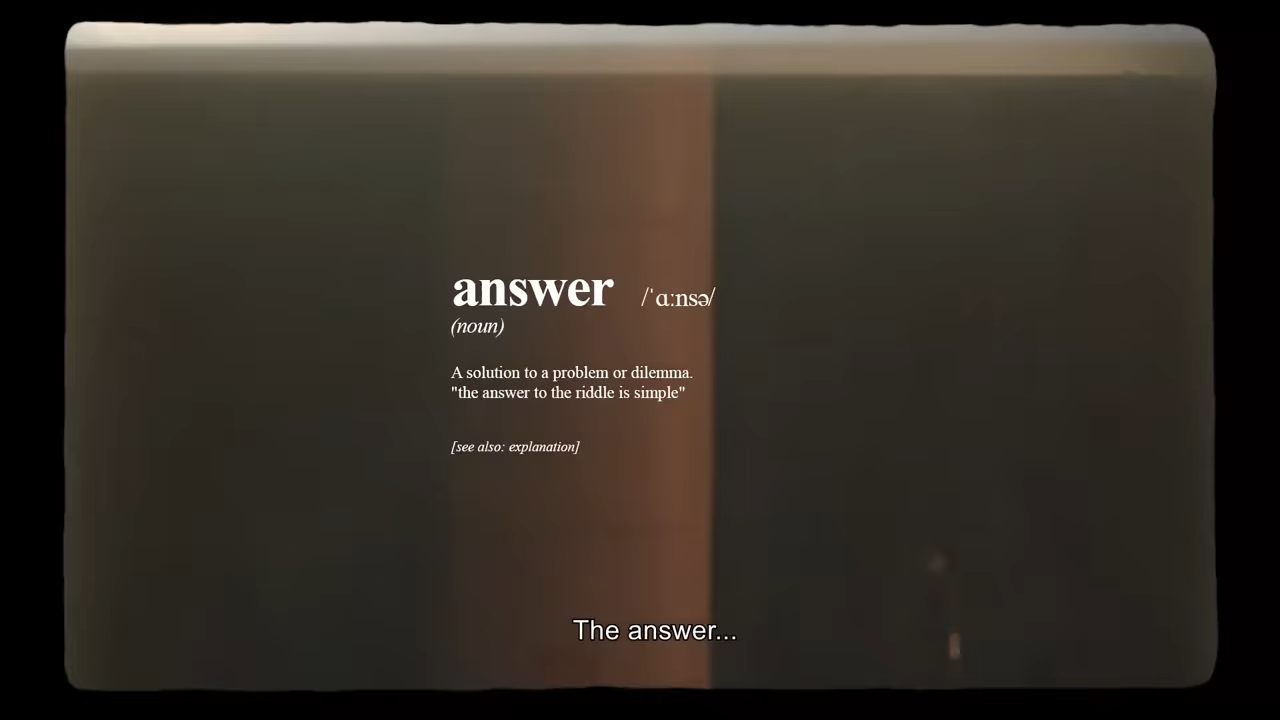 answer /ˈɑːnsə/
(noun)
A solution to a problem or dilemma.
"the answer to the riddle is simple"
[see also: explanation]
The answer...